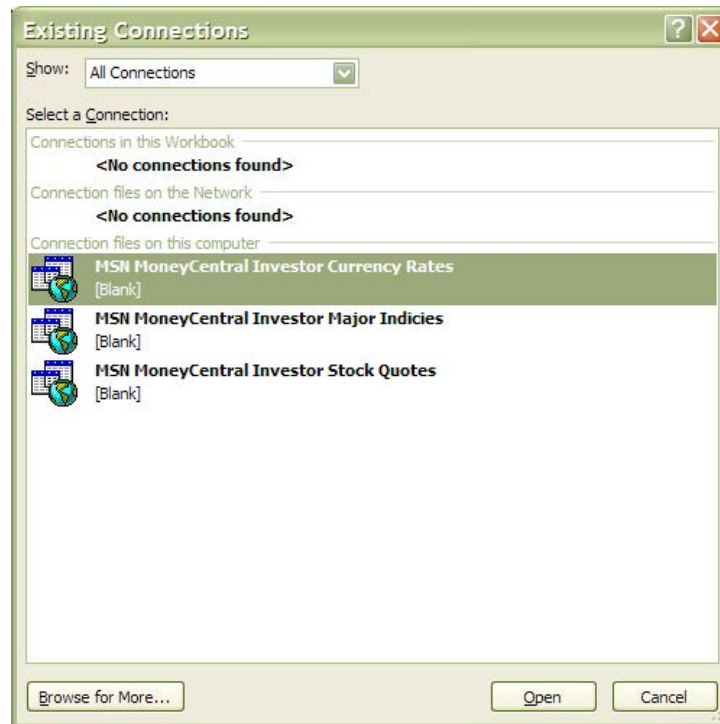 Existing Connections
Show: All Connections
Select a Connection:
Connections in this Workbook
<No connections found>
Connection files on the Network
<No connections found>
Connection files on this computer
MSN MoneyCentral Investor Currency Rates
[Blank]
MSN MoneyCentral Investor Major Indicies
[Blank]
MSN MoneyCentral Investor Stock Quotes
[Blank]
Browse for More... Open Cancel